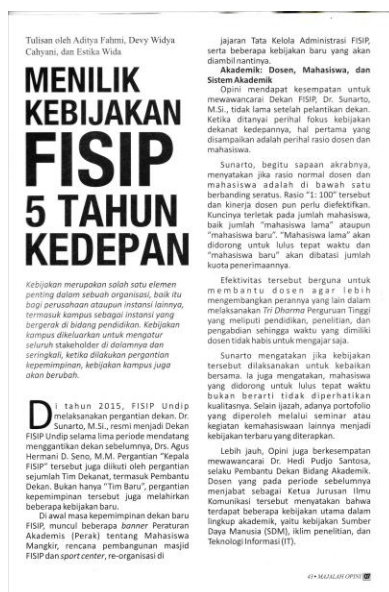 Tulisan oleh Aditya Fahmi, Devy Widya
Cahyani, dan Estika Wida
MENILIK
KEBIJAKAN
FISIP
5 TAHUN
KEDEPAN
Kebijakan merupakan salah satu elemen
penting dalam sebuah organisasi, baik itu
bagi perusahaan ataupun instansi lainnya,
termasuk kampus sebagai instansi yang
bergerak di bidang pendidikan. Kebijakan
kampus dikeluarkan untuk mengatur
seluruh stakeholder di dalamnya dan
seringkali, ketika dilakukan pergantian
kepemimpinan, kebijakan kampus juga
akan berubah.
Di tahun 2015, FISIP Undip
melaksanakan pergantian dekan. Dr.
Sunarto, M.Si., resmi menjadi Dekan
FISIP Undip selama lima periode mendatang
menggantikan dekan sebelumnya, Drs. Agus
Hermani D. Seno, M.M. Pergantian "Kepala
FISIP" tersebut juga diikuti oleh pergantian
sejumlah Tim Dekanat, termasuk Pembantu
Dekan. Bukan hanya "Tim Baru", pergantian
kepemimpinan tersebut juga melahirkan
beberapa kebijakan baru.
Di awal masa kepemimpinan dekan baru
FISIP, muncul beberapa banner Peraturan
Akademis (Perak) tentang Mahasiswa
Mangkir, rencana pembangunan masjid
FISIP dan sport center, re-organisasi di
jajaran Tata Kelola Administrasi FISIP,
serta beberapa kebijakan baru yang akan
diambil nantinya.
Akademik: Dosen, Mahasiswa, dan
Sistem Akademik
Opini mendapat kesempatan untuk
mewawancarai Dekan FISIP, Dr. Sunarto,
M.Si., tidak lama setelah pelantikan dekan.
Ketika ditanyai perihal fokus kebijakan
dekanat kedepannya, hal pertama yang
disampaikan adalah perihal rasio dosen dan
mahasiswa.
Sunarto, begitu sapaan akrabnya,
menyatakan jika rasio normal dosen dan
mahasiswa adalah di bawah satu
berbanding seratus. Rasio "1: 100" tersebut
dan kinerja dosen pun perlu diefektifkan.
Kuncinya terletak pada jumlah mahasiswa,
baik jumlah "mahasiswa lama" ataupun
"mahasiswa baru". "Mahasiswa lama" akan
didorong untuk lulus tepat waktu dan
"mahasiswa baru" akan dibatasi jumlah
kuota penerimaannya.
Efektivitas tersebut berguna untuk
membantu dosen agar lebih
mengembangkan perannya yang lain dalam
melaksanakan Tri Dharma Perguruan Tinggi
yang meliputi pendidikan, penelitian, dan
pengabdian sehingga waktu yang dimiliki
dosen tidak habis untuk mengajar saja.
Sunarto mengatakan jika kebijakan
tersebut dilaksanakan untuk kebaikan
bersama. Ia juga mengatakan, mahasiswa
yang didorong untuk lulus tepat waktu
bukan berarti tidak diperhatikan
kualitasnya. Selain ijazah, adanya portofolio
yang diperoleh melalui seminar atau
kegiatan kemahasiswaan lainnya menjadi
kebijakan terbaru yang diterapkan.
Lebih jauh, Opini juga berkesempatan
mewawancarai Dr. Hedi Pudjo Santosa,
selaku Pembantu Dekan Bidang Akademik.
Dosen yang pada periode sebelumnya
menjabat sebagai Ketua Jurusan Ilmu
Komunikasi tersebut menyatakan bahwa
terdapat beberapa kebijakan utama dalam
lingkup akademik, yaitu kebijakan Sumber
Daya Manusia (SDM), iklim penelitian, dan
Teknologi Informasi (IT).
MAJALAH OPINI